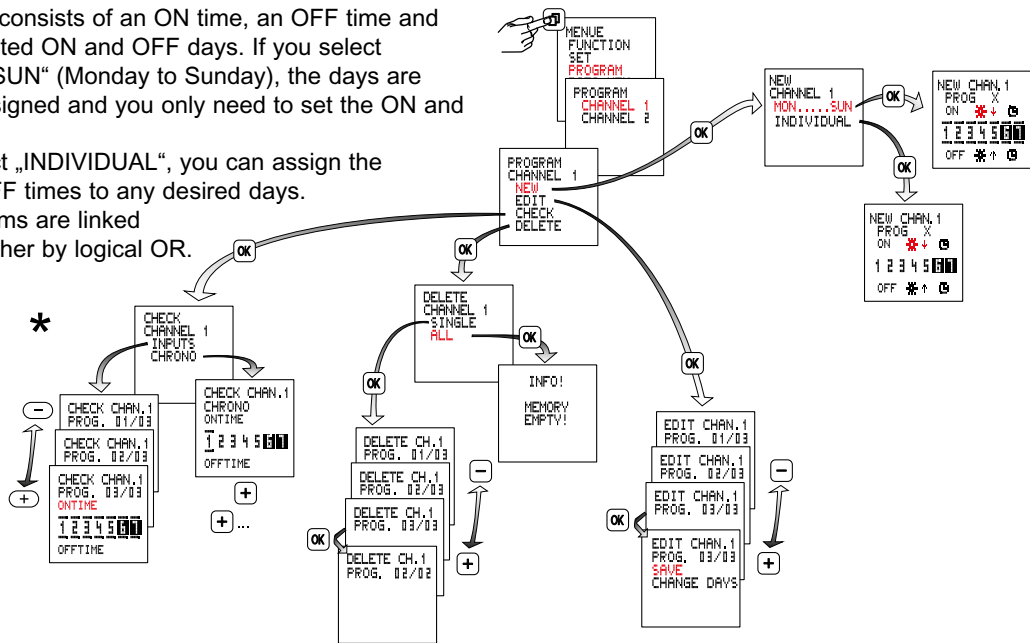 consists of an ON time, an OFF time and
ted ON and OFF days. If you select
SUN“ (Monday to Sunday), the days are
signed and you only need to set the ON and
ct „INDIVIDUAL“, you can assign the
FF times to any desired days.
ms are linked
her by logical OR.
MENUE
FUNCTION
SET
PROGRAM
PROGRAM
CHANNEL 1
CHANNEL 2
PROGRAM
CHANNEL 1
NEW
EDIT
CHECK
DELETE
OK
NEW
CHANNEL 1
MON.....SUN
INDIVIDUAL
OK
NEW CHAN.1
PROG X
ON ↓
1 2 3 4 5 6 7
OFF ↑
OK
NEW CHAN.1
PROG X
ON ↓
1 2 3 4 5 6 7
OFF ↑
OK
*
CHECK
CHANNEL 1
INPUTS
CHRONO
CHECK CHAN.1
PROG. 01/03
CHECK CHAN.1
PROG. 02/03
CHECK CHAN.1
PROG. 03/03
ONTIME
1 2 3 4 5 6 7
OFFTIME
−
+
CHECK CHAN.1
CHRONO
ONTIME
1 2 3 4 5 6 7
OFFTIME
+
+ ...
OK
DELETE
CHANNEL 1
SINGLE
ALL
OK
INFO!
MEMORY
EMPTY!
OK
DELETE CH.1
PROG. 01/03
DELETE CH.1
PROG. 02/03
DELETE CH.1
PROG. 03/03
OK
DELETE CH.1
PROG. 02/02
−
+
OK
EDIT CHAN.1
PROG. 01/03
EDIT CHAN.1
PROG. 02/03
EDIT CHAN.1
PROG. 03/03
OK
EDIT CHAN.1
PROG. 03/03
SAVE
CHANGE DAYS
−
+